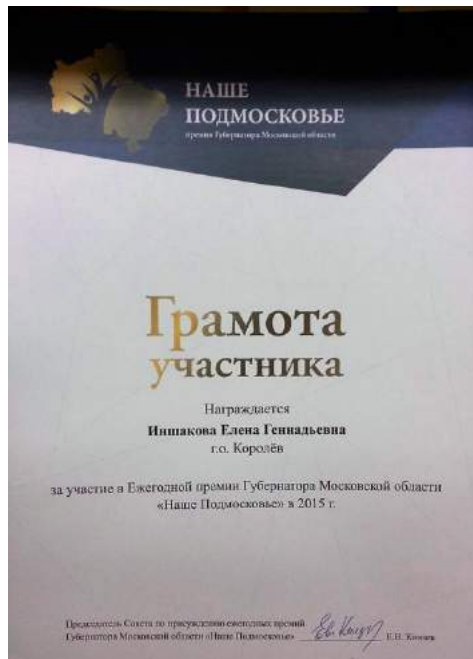 НАШЕ
ПОДМОСКОВЬЕ
премия Губернатора Московской области
Грамота
участника
Награждается
Иншакова Елена Геннадьевна
г.о. Королёв
за участие в Ежегодной премии Губернатора Московской области
«Наше Подмосковье» в 2015 г.
Председатель Совета по присуждению ежегодных премий
Губернатора Московской области «Наше Подмосковье» Е.Н.